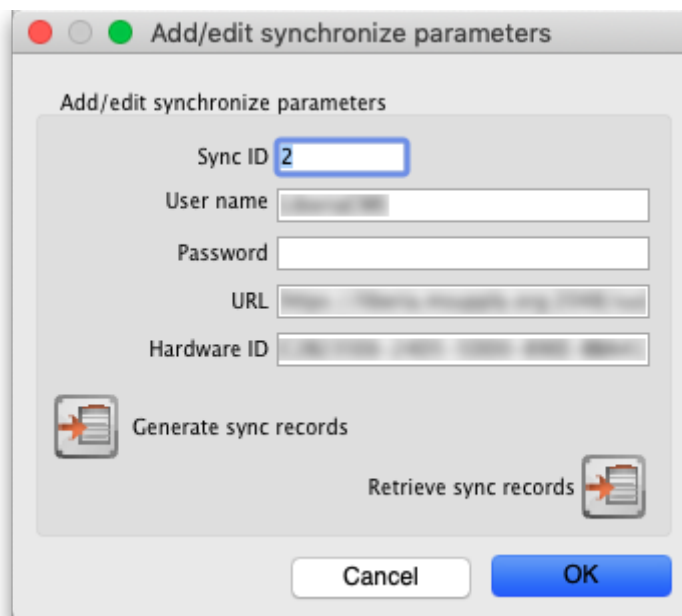 Add/edit synchronize parameters
Add/edit synchronize parameters
Sync ID 2
User name
Password
URL
Hardware ID
Generate sync records
Retrieve sync records
Cancel OK